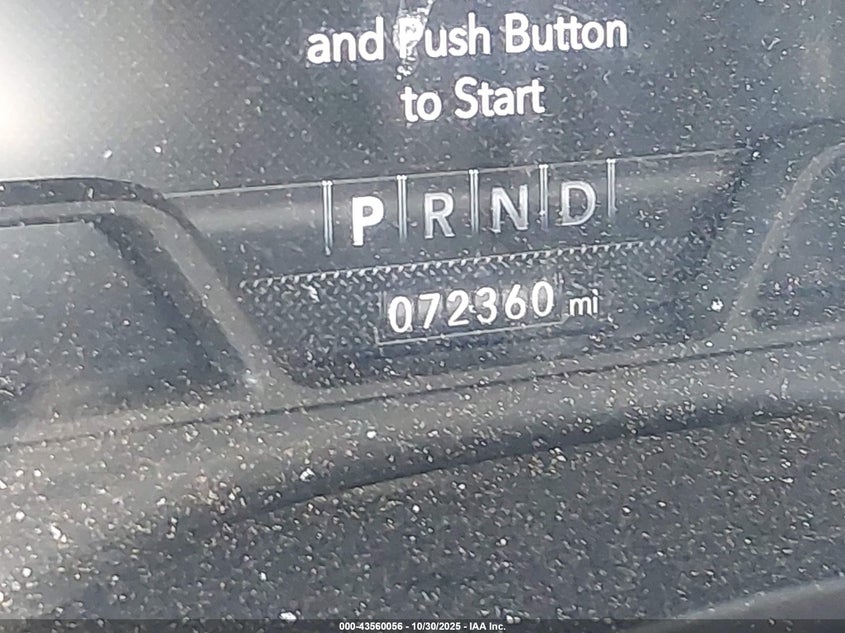 and Push Button
to Start
P R N D
072360 mi
000-43560056 - 10/30/2025 - IAA Inc.